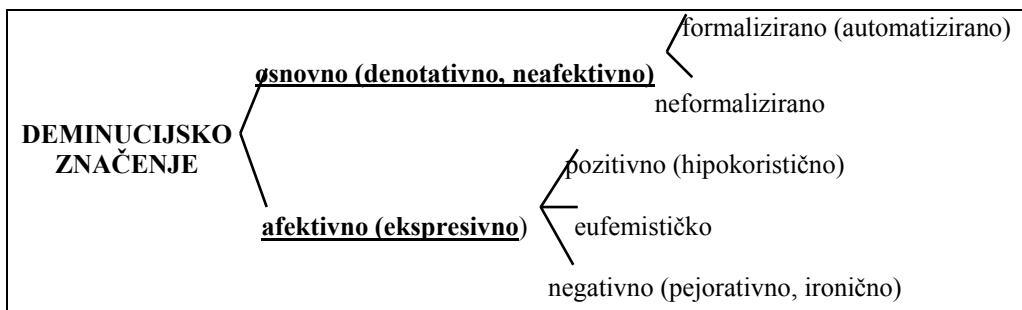 formalizirano (automatizirano)
osnovno (denotativno, neafektivno)
neformalizirano
DEMINUCIJSKO
ZNAČENJE
pozitivno (hipokoristično)
afektivno (ekspresivno)
eufemističko
negativno (pejorativno, ironično)